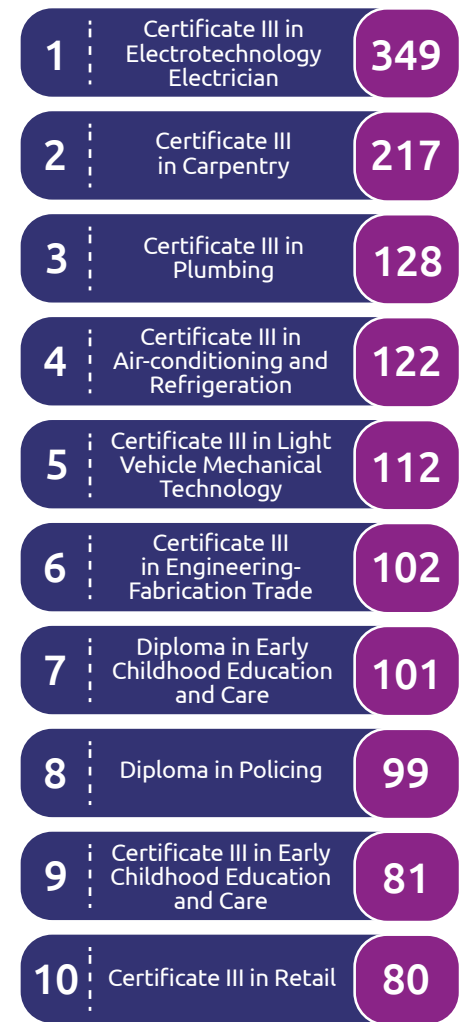 1
Certificate III in
Electrotechnology
Electrician
349
2
Certificate III
in Carpentry
217
3
Certificate III in
Plumbing
128
4
Certificate III in
Air-conditioning and
Refrigeration
122
5
Certificate III in Light
Vehicle Mechanical
Technology
112
6
Certificate III
in Engineering-
Fabrication Trade
102
7
Diploma in Early
Childhood Education
and Care
101
8
Diploma in Policing
99
9
Certificate III in Early
Childhood Education
and Care
81
10
Certificate III in Retail
80